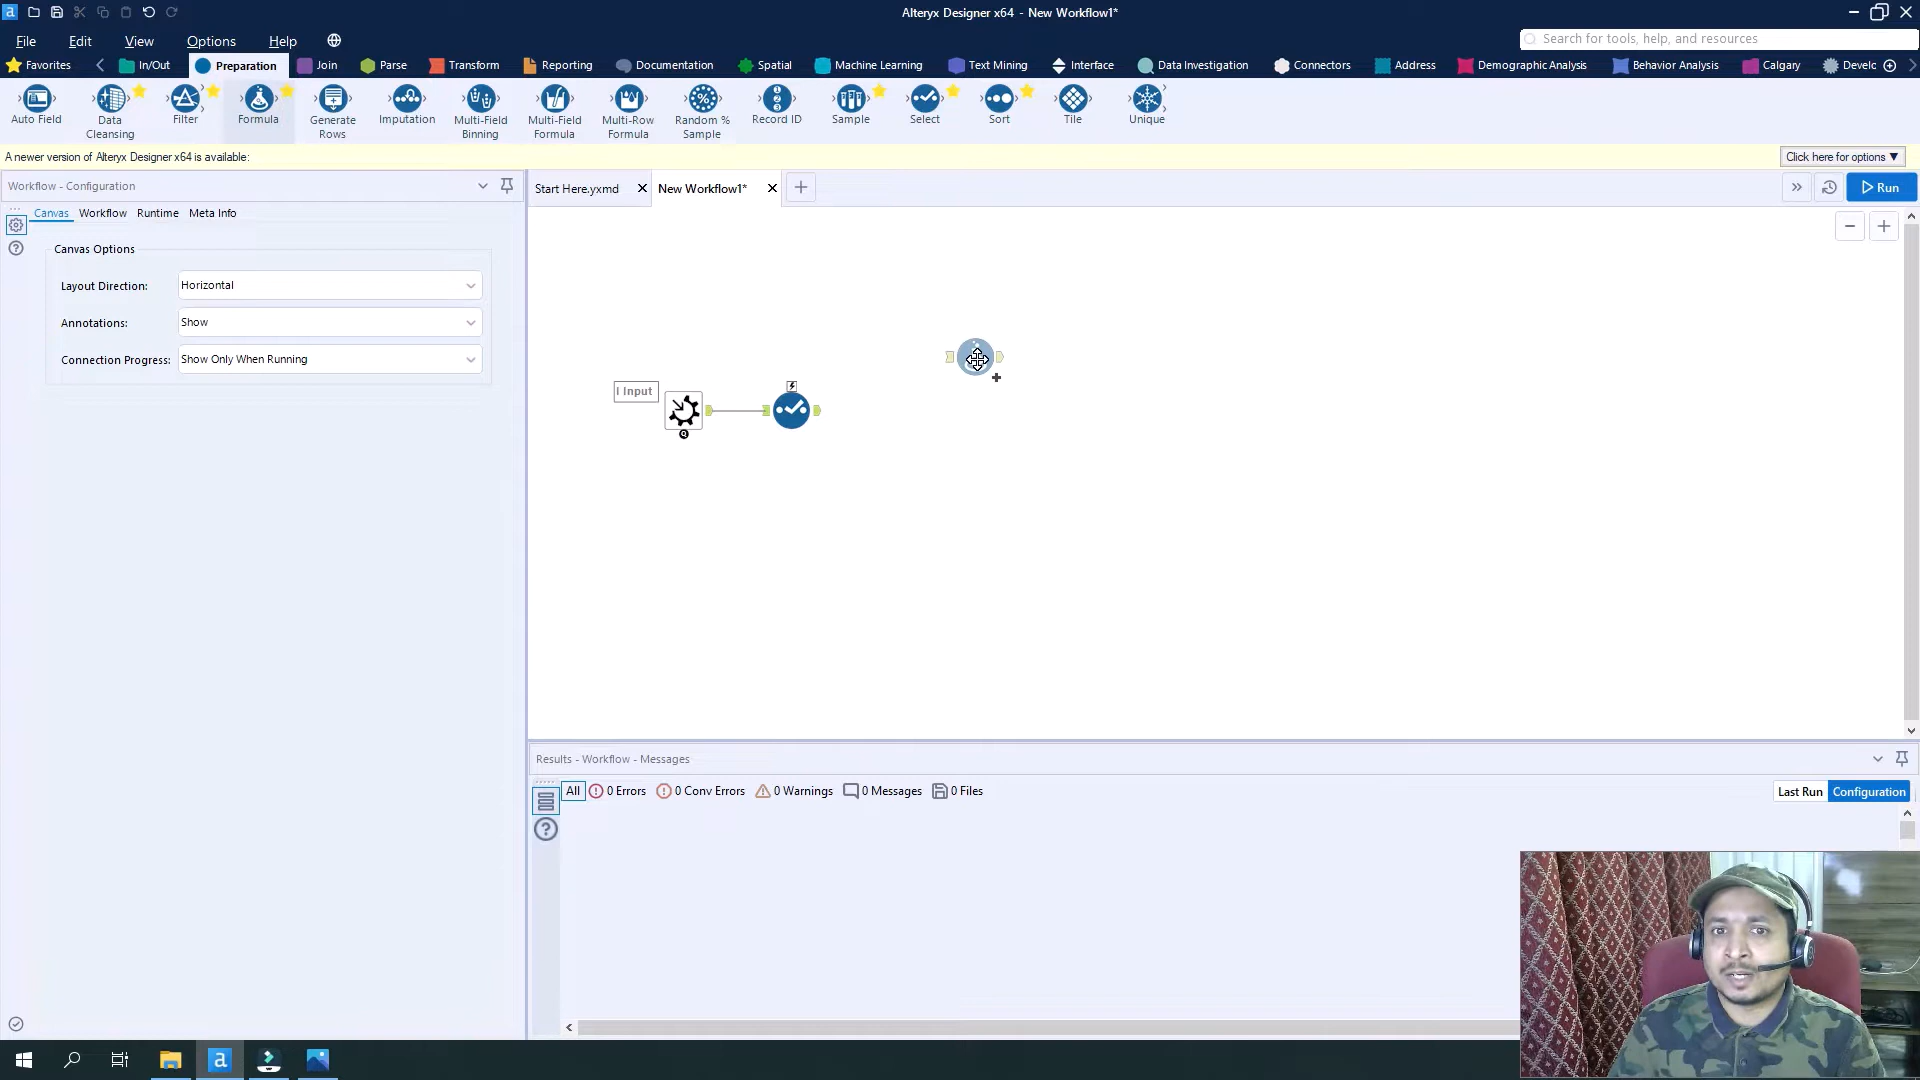 Alteryx Designer x64 - New Workflow1*
File Edit View Options Help
Search for tools, help, and resources
Favorites In/Out Preparation Join Parse Transform Reporting Documentation Spatial Machine Learning Text Mining Interface Data Investigation Connectors Address Demographic Analysis Behavior Analysis Calgary Develc
Auto Field Data Cleansing Filter Formula Generate Rows Imputation Multi-Field Binning Multi-Field Formula Multi-Row Formula Random % Sample Record ID Sample Select Sort Tile Unique
A newer version of Alteryx Designer x64 is available:
Click here for options ▼
Workflow - Configuration
Start Here.yxmd New Workflow1*
Run
Canvas Workflow Runtime Meta Info
Canvas Options
Layout Direction: Horizontal
Annotations: Show
Connection Progress: Show Only When Running
I Input
Results - Workflow - Messages
All 0 Errors 0 Conv Errors 0 Warnings 0 Messages 0 Files
Last Run Configuration